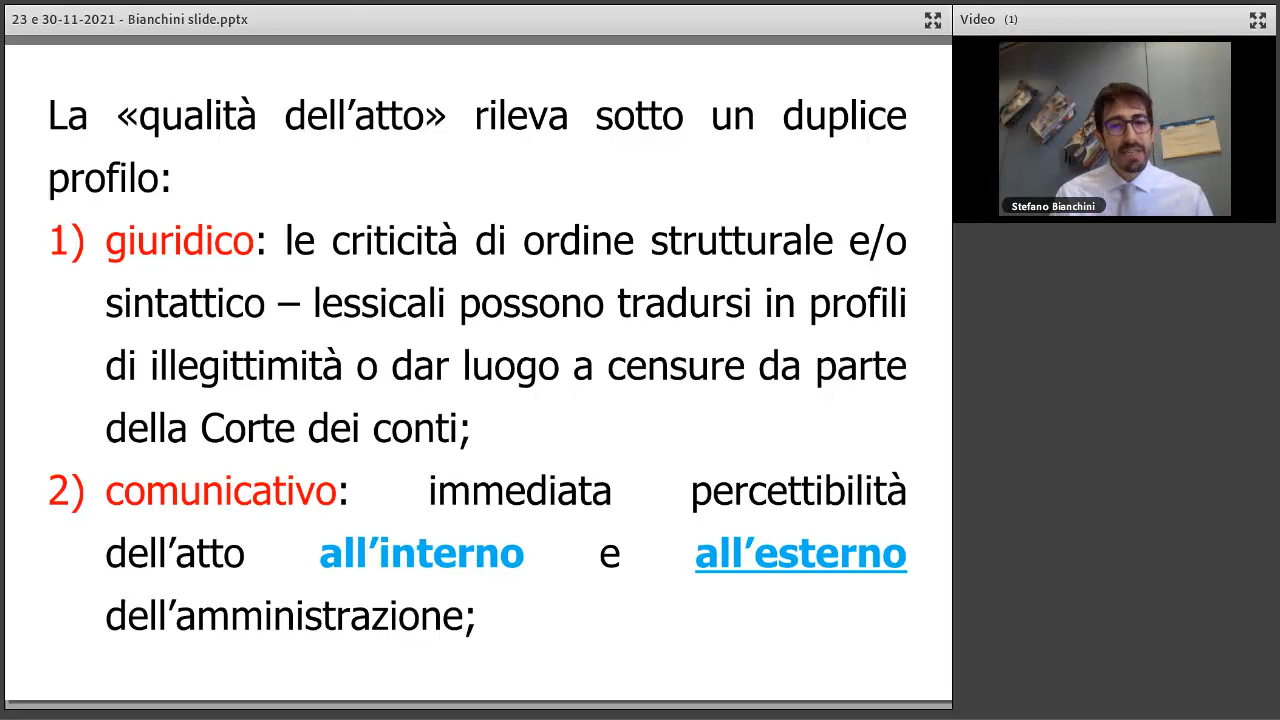 23 e 30-11-2021 - Bianchini slide.pptx
Video (1)
La «qualità dell’atto» rileva sotto un duplice
profilo:
1) giuridico: le criticità di ordine strutturale e/o
sintattico – lessicali possono tradursi in profili
di illegittimità o dar luogo a censure da parte
della Corte dei conti;
2) comunicativo: immediata percettibilità
dell’atto all’interno e all’esterno
dell’amministrazione;
Stefano Bianchini